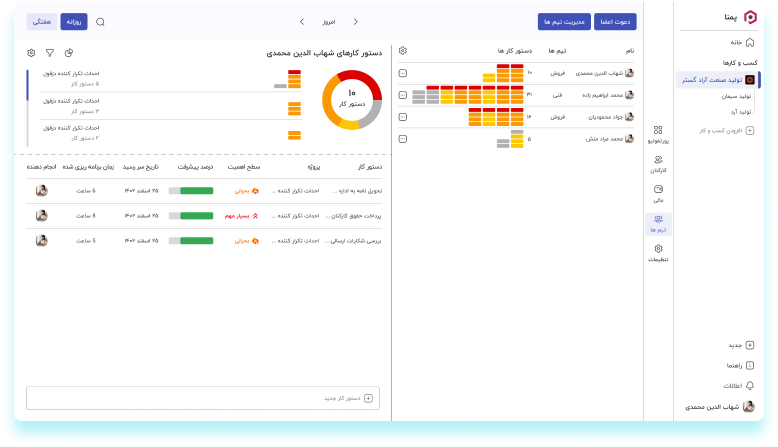 یمنا
خانه
کسب و کارها
تولید صنعت آراد گستر
تولید سیمان
تولید آرد
افزودن کسب و کار
جدید
راهنما
اعلانات
شهاب الدین محمدی
پورتفولیو
کارکنان
مالی
تیم ها
تنظیمات
دعوت اعضا
مدیریت تیم ها
امروز
روزانه
هفتگی
نام
تیم ها
دستور کار ها
شهاب الدین محمدی
فروش
۱۰
محمد ابراهیم زاده
فنی
۳۱
جواد محمودیان
فروش
۱۶
محمد مراد منش
۵
دستور کارهای شهاب الدین محمدی
۱۰
دستور کار
احداث تکرار کننده دزفول
۵ دستور کار
احداث تکرار کننده دزفول
۳ دستور کار
احداث تکرار کننده دزفول
۲ دستور کار
دستور کار
پروژه
سطح اهمیت
درصد پیشرفت
تاریخ سر رسید
زمان برنامه ریزی شده
انجام دهنده
تحویل نامه به اداره ...
احداث تکرار کننده ...
بحرانی
۲۵ اسفند ۱۴۰۲
۶ ساعت
پرداخت حقوق کارکنان ...
احداث تکرار کننده ...
بسیار مهم
۲۵ اسفند ۱۴۰۲
۸ ساعت
بررسی شکایات ارسالی ...
احداث تکرار کننده ...
بحرانی
۲۵ اسفند ۱۴۰۲
۵ ساعت
دستور کار جدید